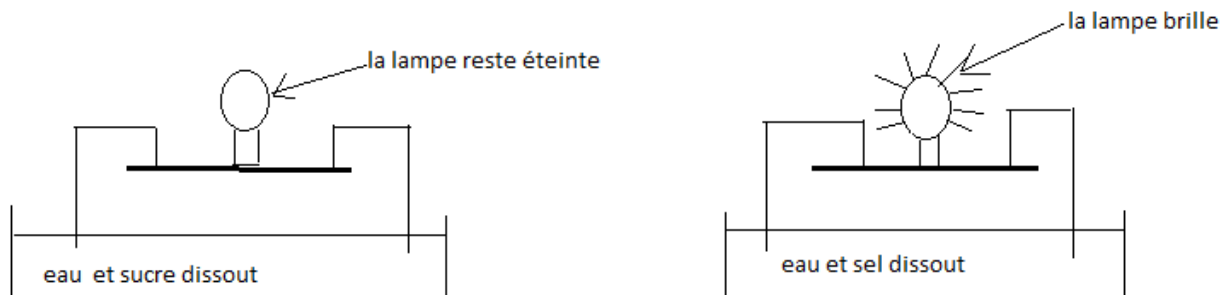 la lampe reste éteinte
la lampe brille
eau et sucre dissout
eau et sel dissout